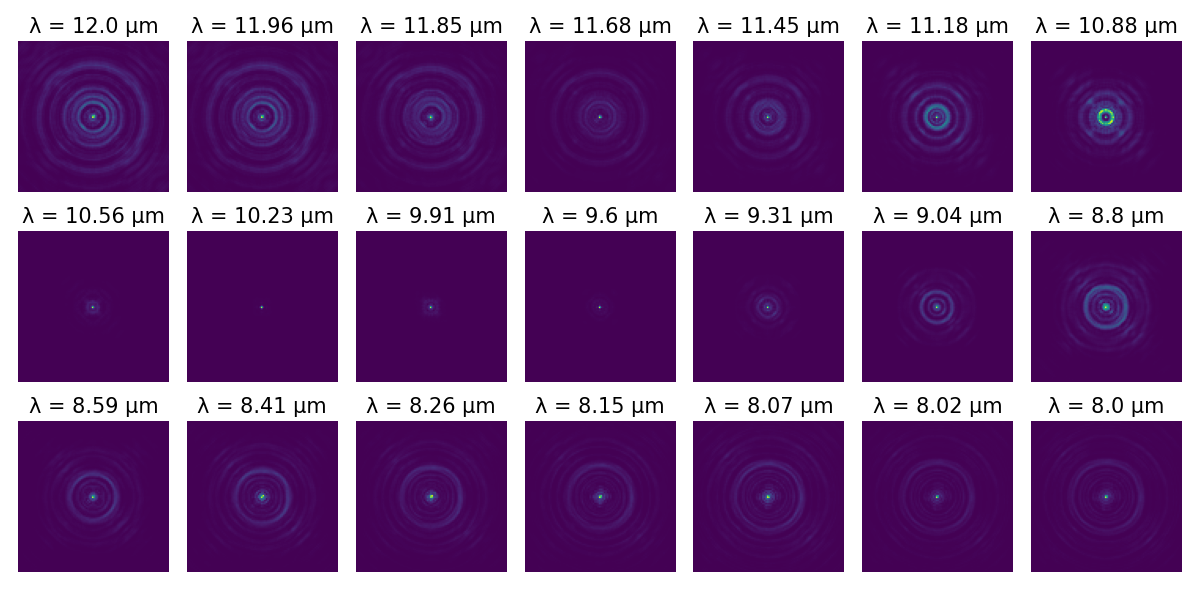 λ = 12.0 μm λ = 11.96 μm λ = 11.85 μm λ = 11.68 μm λ = 11.45 μm λ = 11.18 μm λ = 10.88 μm
λ = 10.56 μm λ = 10.23 μm λ = 9.91 μm λ = 9.6 μm λ = 9.31 μm λ = 9.04 μm λ = 8.8 μm
λ = 8.59 μm λ = 8.41 μm λ = 8.26 μm λ = 8.15 μm λ = 8.07 μm λ = 8.02 μm λ = 8.0 μm